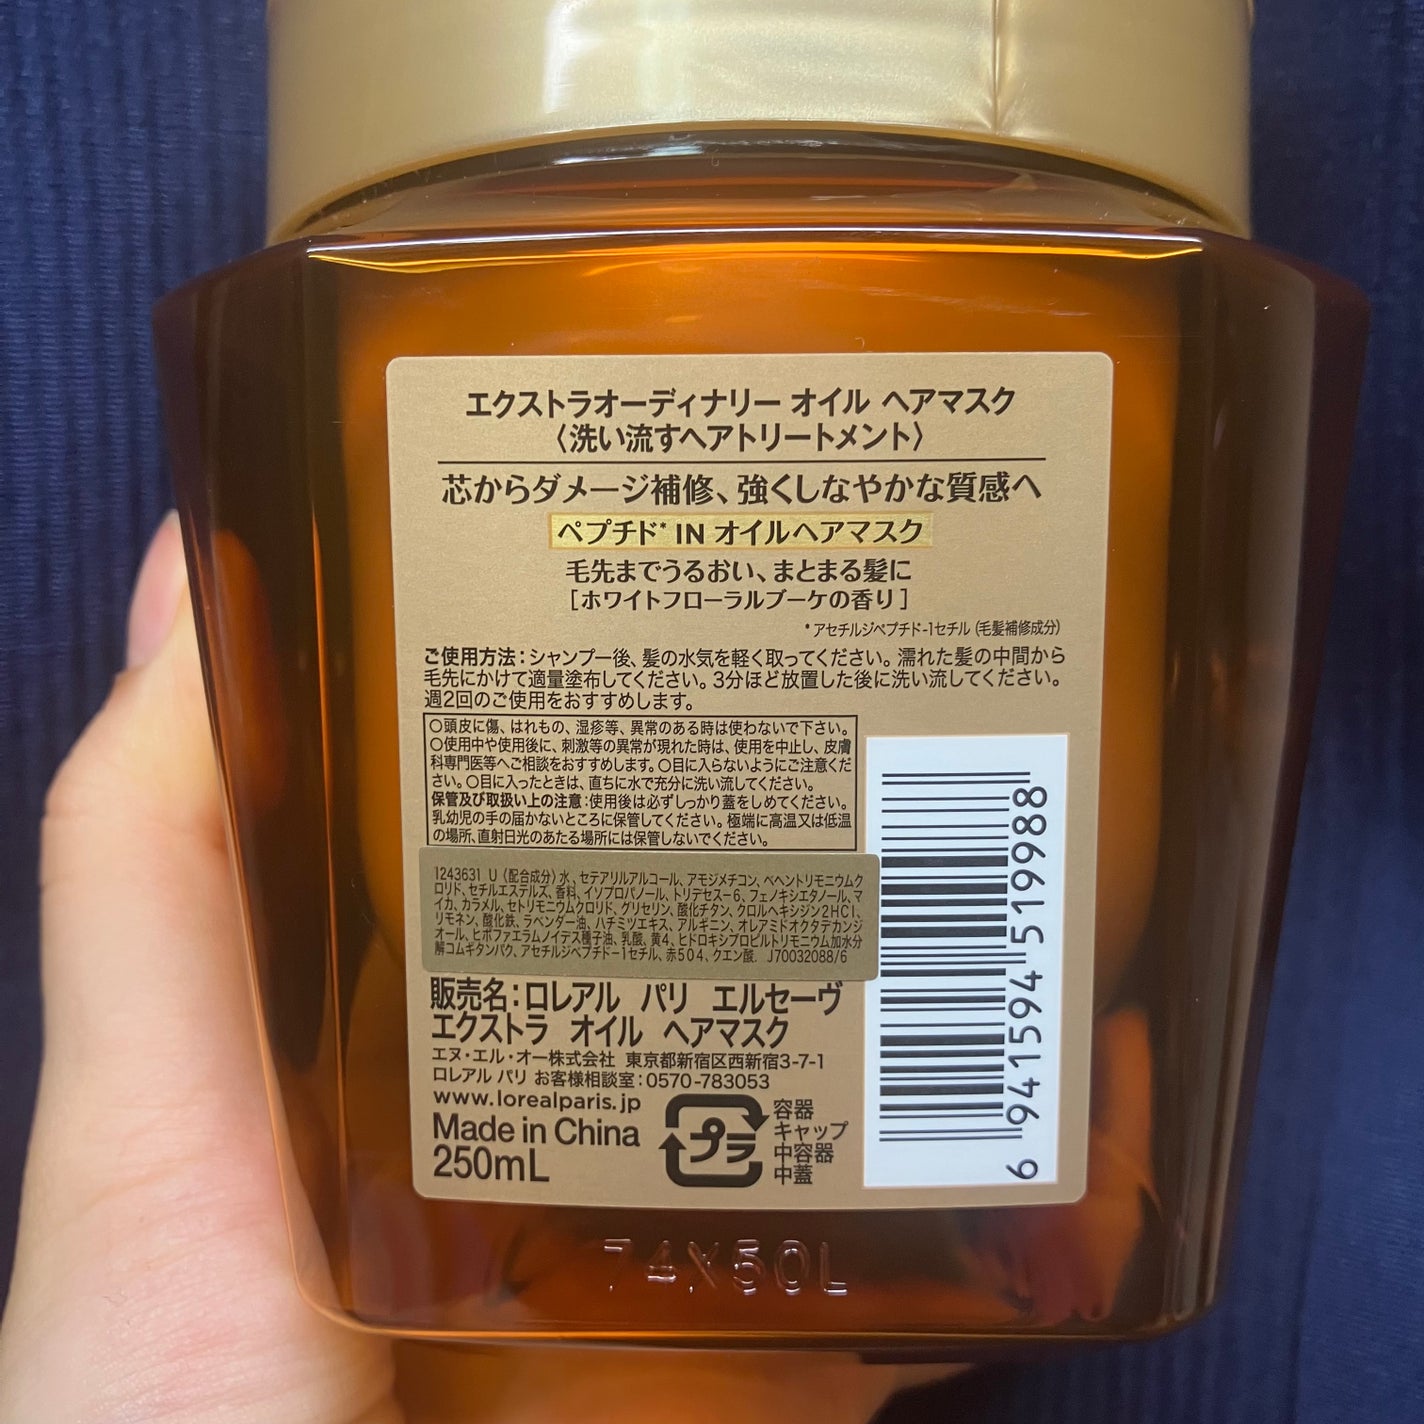 エクストラオーディナリー オイル ヘアマスク
〈洗い流すヘアトリートメント〉
芯からダメージ補修、強くしなやかな質感へ
ペプチド* IN オイルヘアマスク
毛先までうるおい、まとまる髪に
[ホワイトフローラルブーケの香り]
*アセチルジペプチド-1セチル (毛髪補修成分)
ご使用方法：シャンプー後、髪の水気を軽く取ってください。濡れた髪の中間から
毛先にかけて適量塗布してください。3分ほど放置した後に洗い流してください。
週2回のご使用をおすすめします。
○頭皮に傷、はれもの、湿疹等、異常のある時は使わないで下さい。
○使用中や使用後に、刺激等の異常が現れた時は、使用を中止し、皮膚
科専門医等へご相談をおすすめします。○目に入らないようにご注意くだ
さい。○目に入ったときは、直ちに水で充分に洗い流してください。
保管及び取扱い上の注意：使用後は必ずしっかり蓋をしめてください。
乳幼児の手の届かないところに保管してください。極端に高温又は低温
の場所、直射日光のあたる場所には保管しないでください。
1243631 U 〈配合成分〉水、セテアリルアルコール、アモジメチコン、ベヘントリモニウムク
ロリド、セチルエステルズ、香料、イソプロパノール、トリデセス-6、フェノキシエタノール、マ
イカ、カラメル、セトリモニウムクロリド、グリセリン、酸化チタン、クロルヘキシジン2HCl、
リモネン、酸化鉄、ラベンダー油、ハチミツエキス、アルギニン、オレアミドオクタデカンジ
オール、ヒポファエラムノイデス種子油、乳酸、黄4、ヒドロキシプロピルトリモニウム加水分
解コムギタンパク、アセチルジペプチド-1セチル、赤504、クエン酸. J70032088/6
販売名：ロレアル パリ エルセーヴ
エクストラ オイル ヘアマスク
エヌ・エル・オー株式会社 東京都新宿区西新宿3-7-1
ロレアル パリ お客様相談室：0570-783053
www.lorealparis.jp
Made in China
250mL
プラ
容器
キャップ
中容器
中蓋
6 941594 519988
74X50L